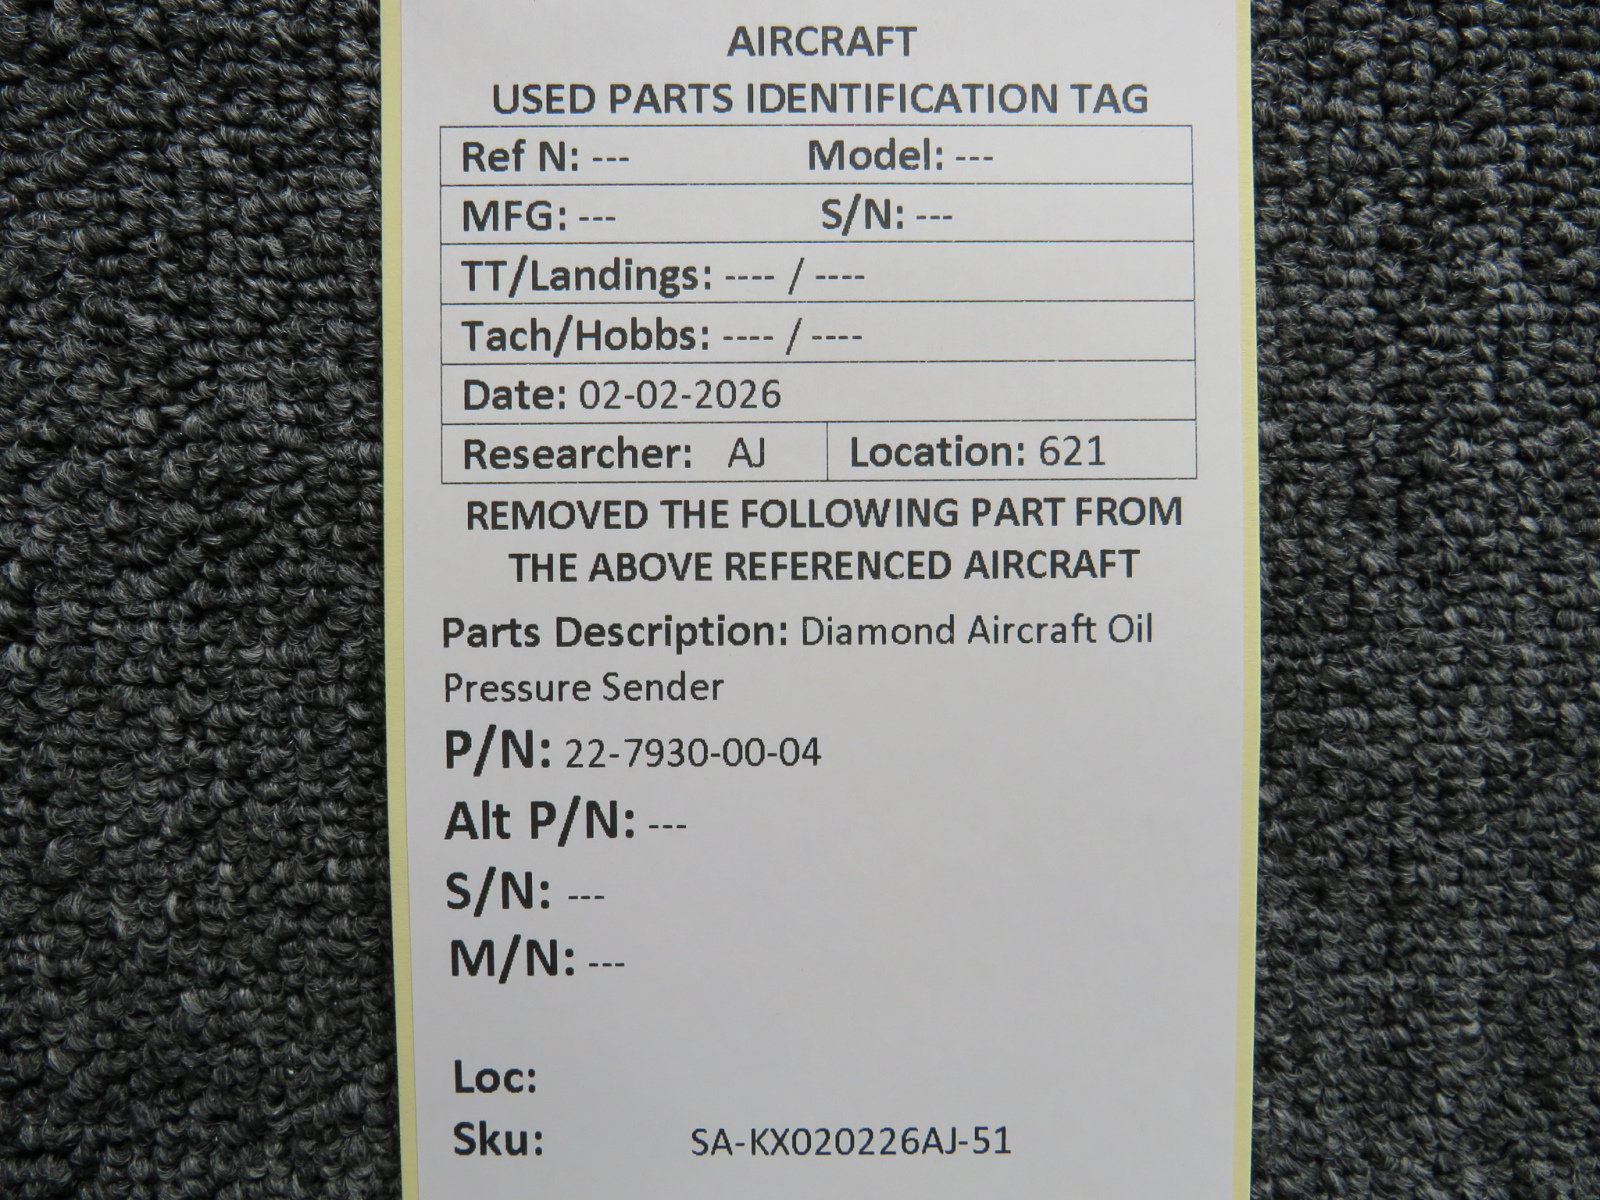 AIRCRAFT
USED PARTS IDENTIFICATION TAG
Ref N: --- Model: ---
MFG: --- S/N: ---
TT/Landings: ---- / ----
Tach/Hobbs: ---- / ----
Date: 02-02-2026
Researcher: AJ Location: 621
REMOVED THE FOLLOWING PART FROM
THE ABOVE REFERENCED AIRCRAFT
Parts Description: Diamond Aircraft Oil
Pressure Sender
P/N: 22-7930-00-04
Alt P/N: ---
S/N: ---
M/N: ---
Loc:
Sku: SA-KX020226AJ-51